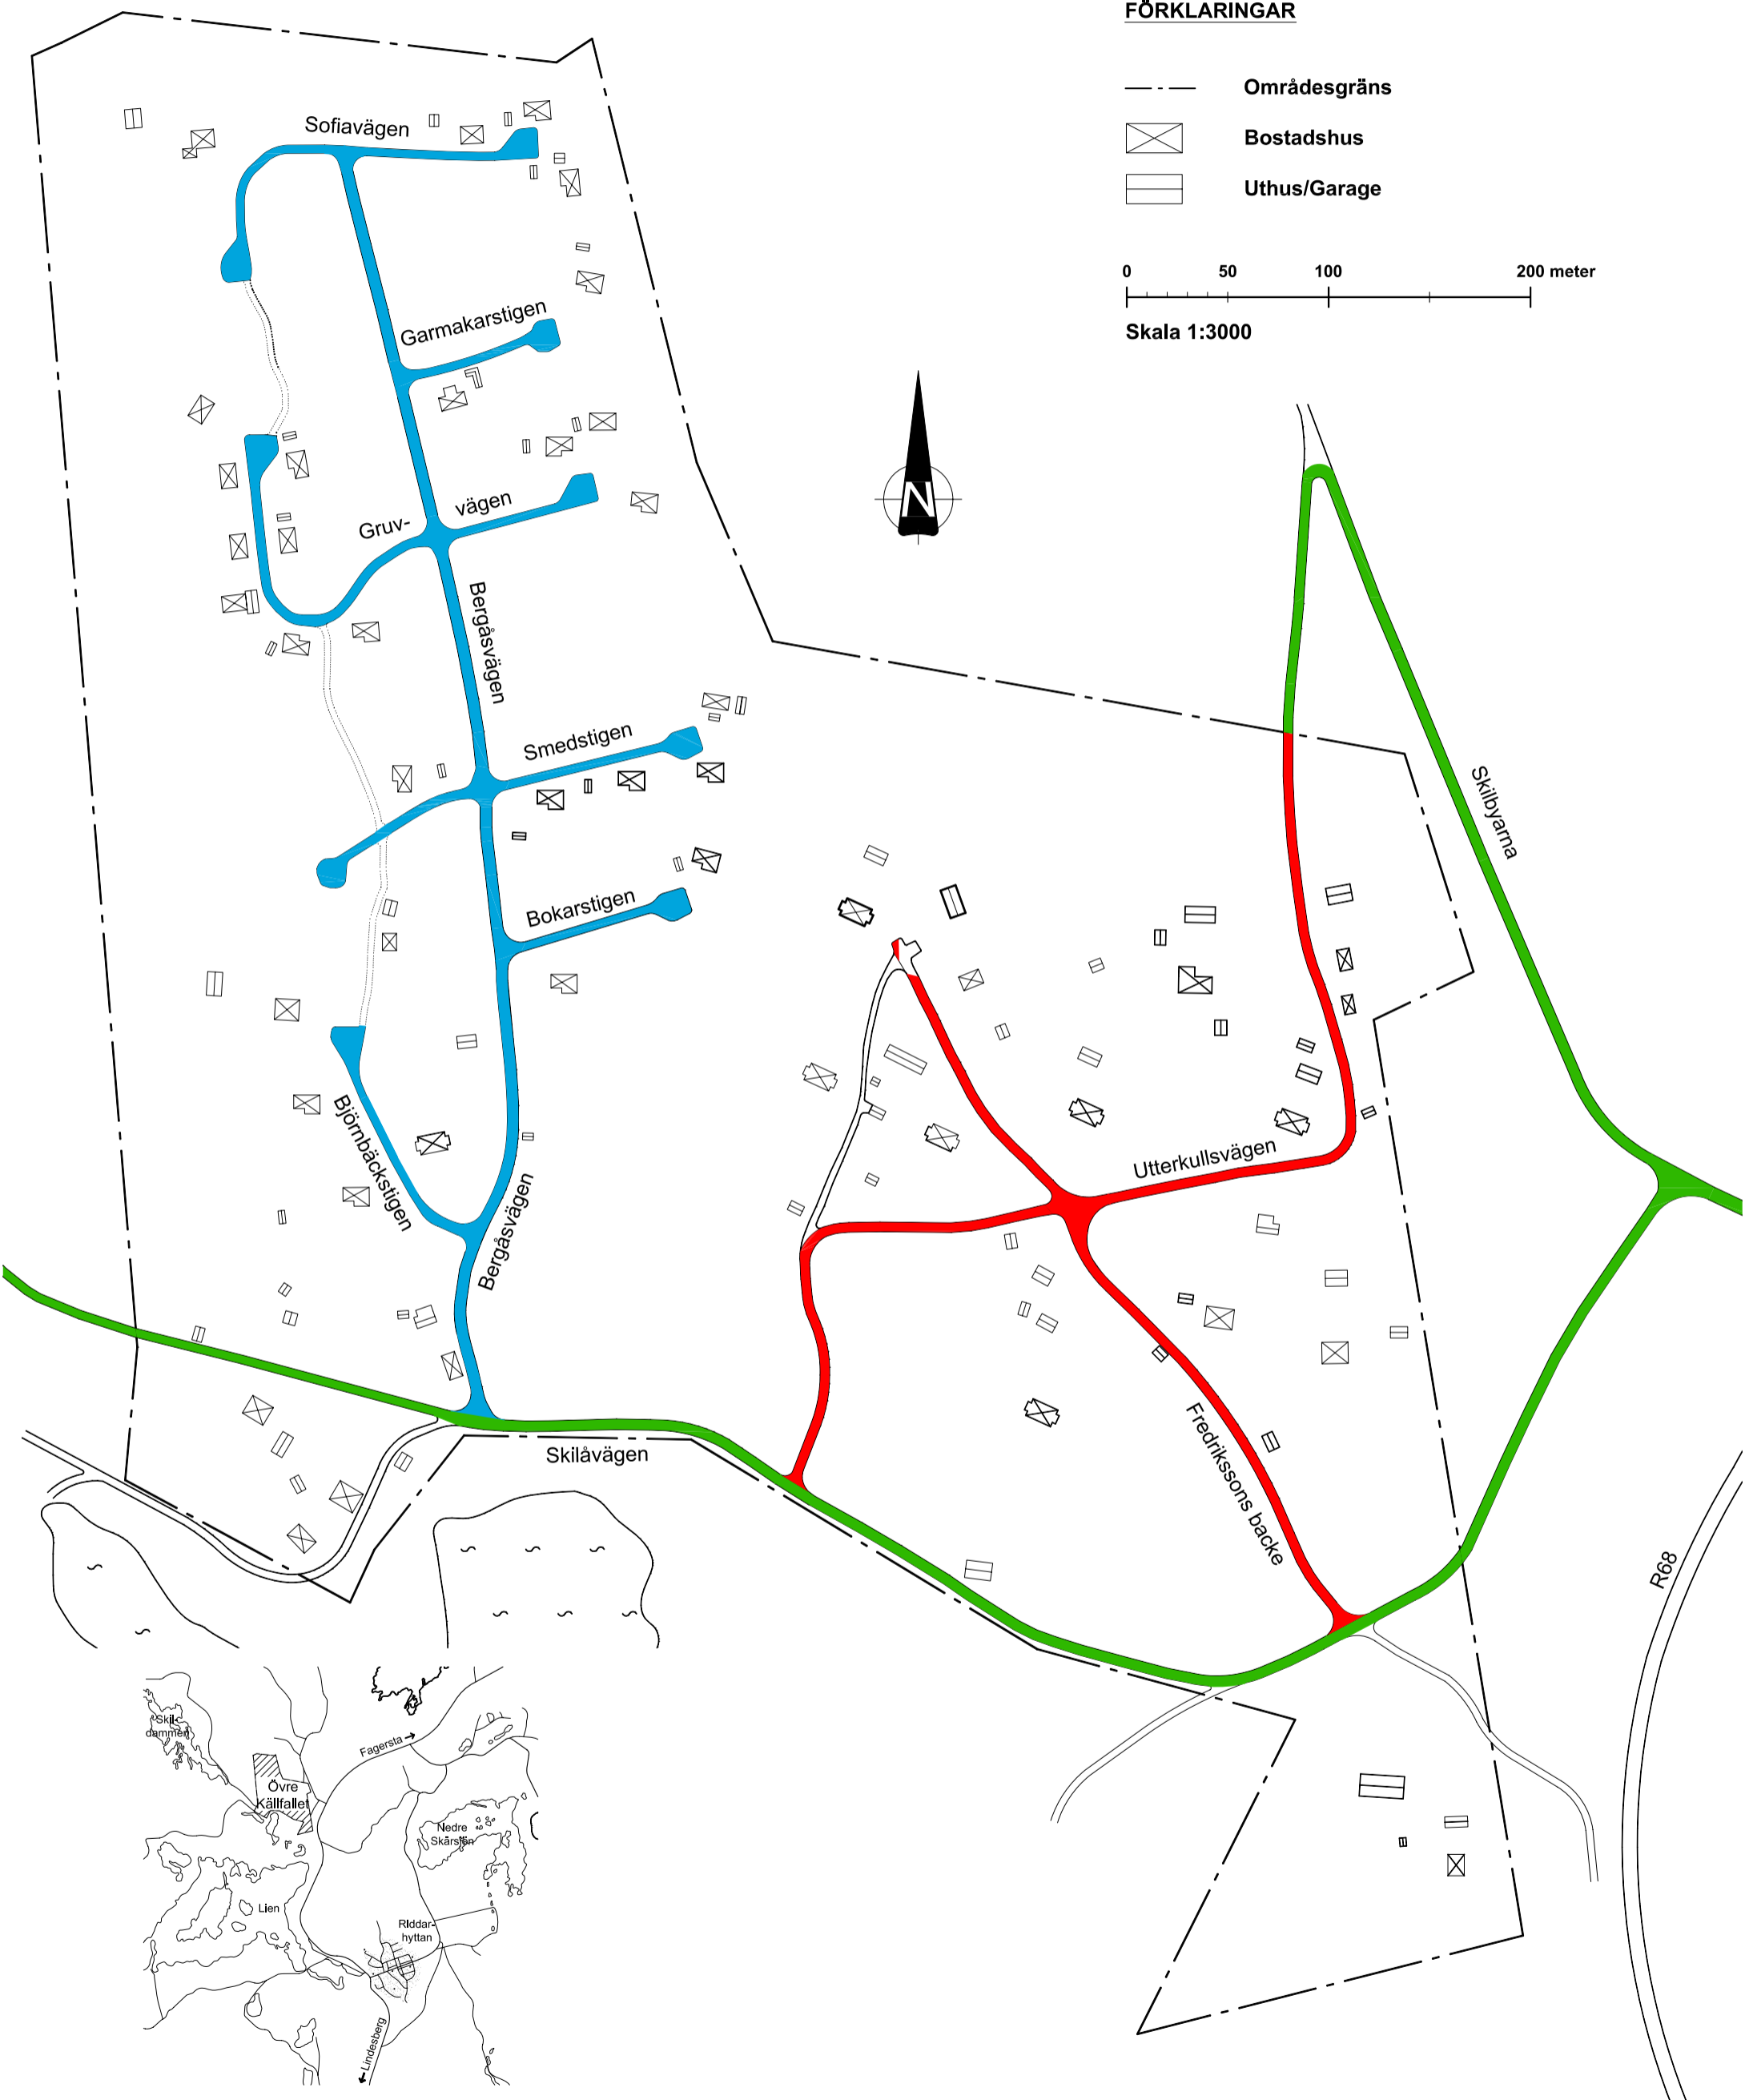 FÖRKLARINGAR
Områdesgräns
Bostadshus
Uthus/Garage
0 50 100 200 meter
Skala 1:3000
Sofiavägen
Garmakarstigen
Gruv- vägen
N
Bergåsvägen
Smedstigen
Skilbyarna
Bokarstigen
Björnbäckstigen
Utterkullsvägen
Bergåsvägen
Skilåvägen
Fredrikssons backe
R68
Skil-
dammen
Fagersta
Övre
Källfallet
Nedre
Skärsjön
Lien
RIddar-
hyttan
Lindesberg